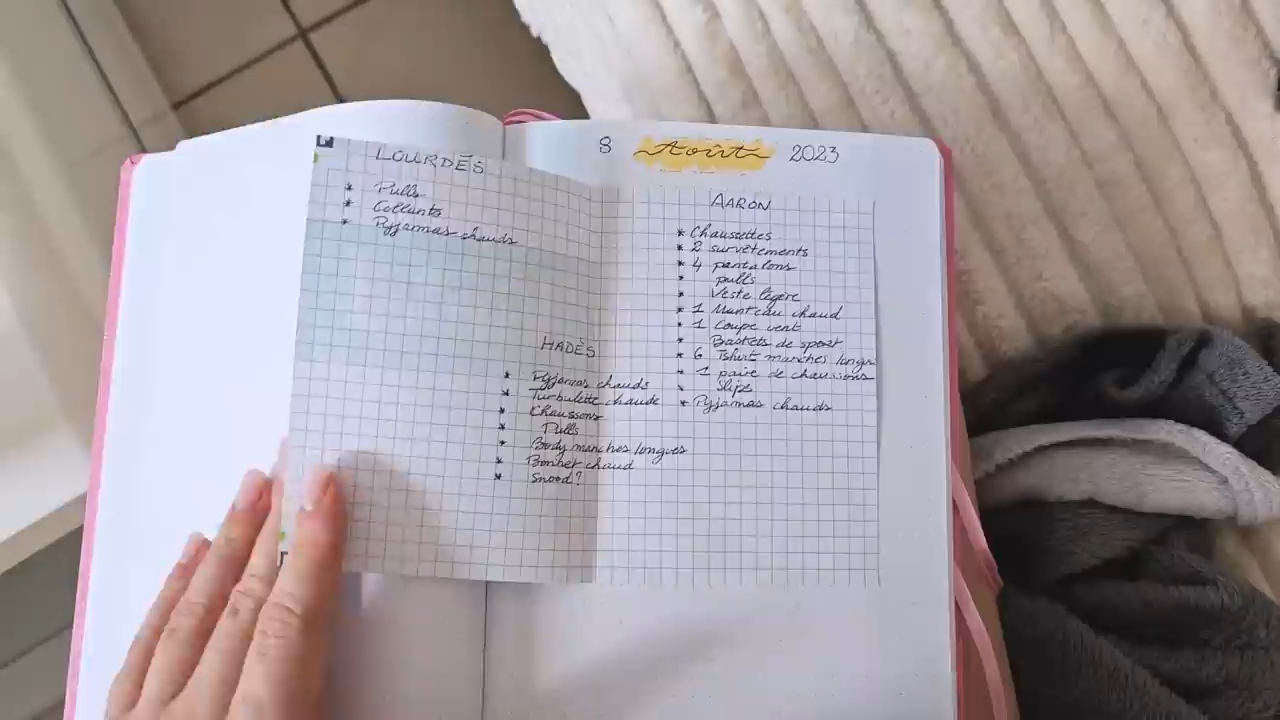 8 Août 2023
LOURDÈS
* Pulls
* Collants
* Pyjamas chauds
HADÈS
* Pyjamas chauds
* Turbulette chaude
* Chaussons
* Pulls
* Body manches longues
* Bonnet chaud
* Snood?
AARON
* Chaussettes
* 2 survêtements
* 4 pantalons
* pulls
* Veste légère
* 1 Manteau chaud
* 1 Coupe vent
* Baskets de sport
* 6 Tshirt manches longs
* 1 paire de chaussons
* Slips
* Pyjamas chauds